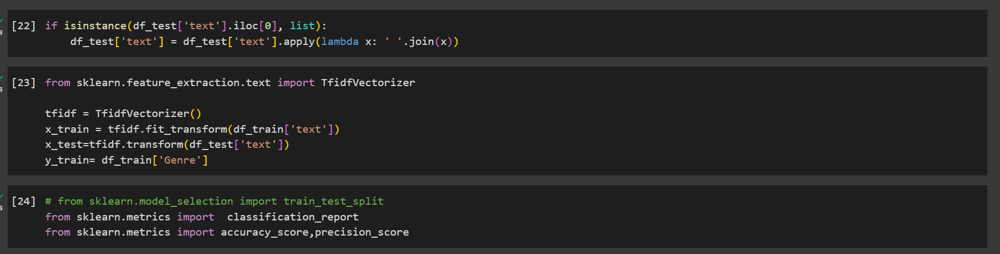 [22] if isinstance(df_test['text'].iloc[0], list):
    df_test['text'] = df_test['text'].apply(lambda x: ' '.join(x))
[23] from sklearn.feature_extraction.text import TfidfVectorizer
tfidf = TfidfVectorizer()
x_train = tfidf.fit_transform(df_train['text'])
x_test=tfidf.transform(df_test['text'])
y_train= df_train['Genre']
[24] # from sklearn.model_selection import train_test_split
from sklearn.metrics import  classification_report
from sklearn.metrics import accuracy_score,precision_score